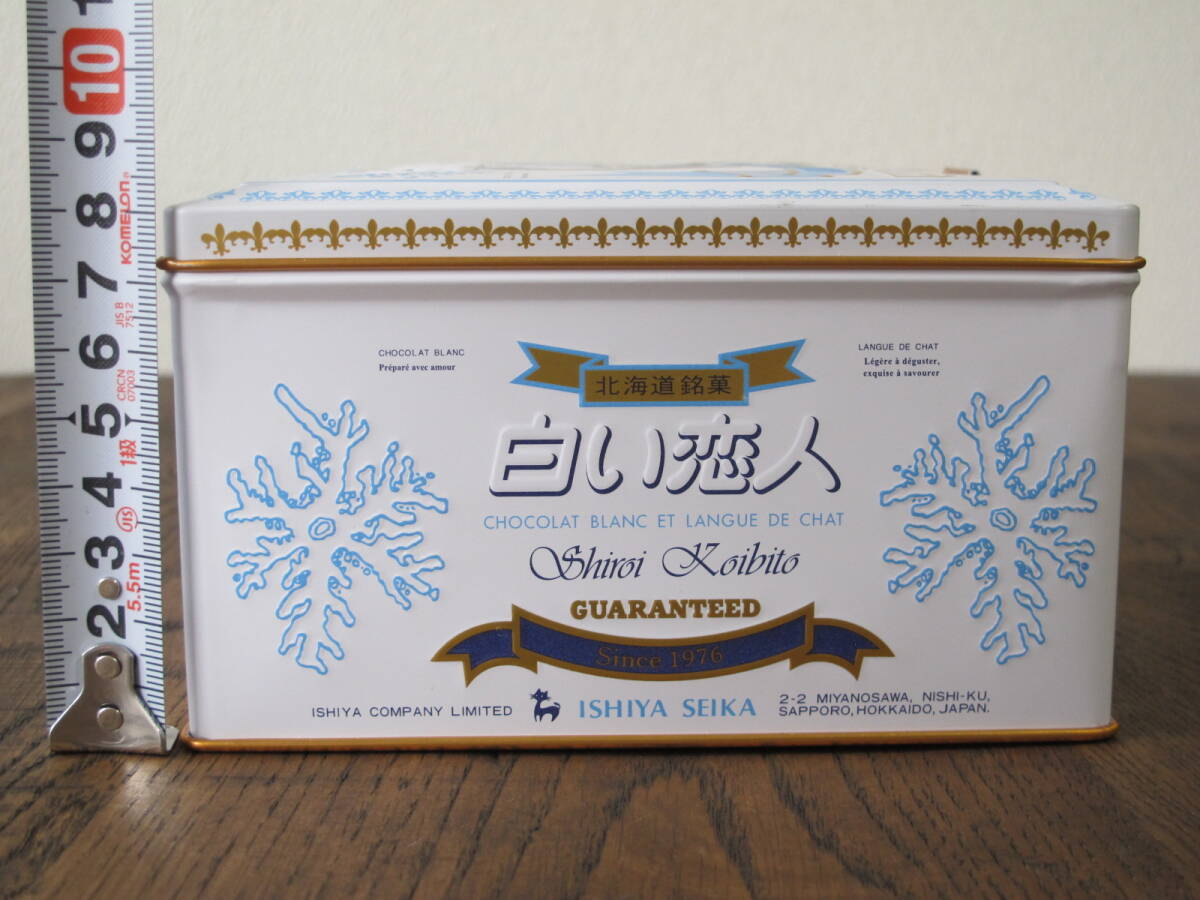 10
9
8
7
6
5
4
3
2
KOMELON
JIS B
7512
CRCN
07003
1級
JIS
5.5m
CHOCOLAT BLANC
Préparé avec amour
北海道銘菓
LANGUE DE CHAT
Légère à déguster,
exquise à savourer
白い恋人
CHOCOLAT BLANC ET LANGUE DE CHAT
Shiroi Koibito
GUARANTEED
Since 1976
ISHIYA COMPANY LIMITED
ISHIYA SEIKA
2-2 MIYANOSAWA, NISHI-KU,
SAPPORO, HOKKAIDO, JAPAN.